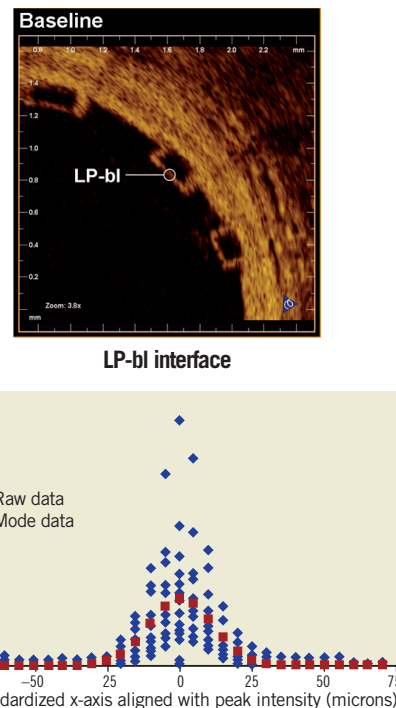 Baseline
0.8 1.0 1.2 1.4 1.6 1.8 2.0 2.2 mm
1.4
1.2
1.0
LP-bl
0.8
0.6
0.4
0.2
Zoom: 3.8x
mm
LP-bl interface
Raw data
Mode data
−50 25 0 25 50 75
dardized x-axis aligned with peak intensity (microns)